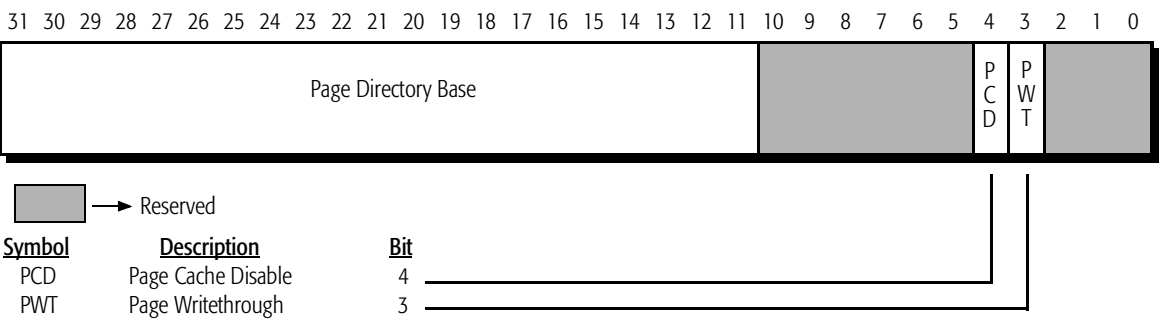 31 30 29 28 27 26 25 24 23 22 21 20 19 18 17 16 15 14 13 12 11 10 9 8 7 6 5 4 3 2 1 0
Page Directory Base
P
C
D
P
W
T
Reserved
Symbol Description Bit
PCD Page Cache Disable 4
PWT Page Writethrough 3